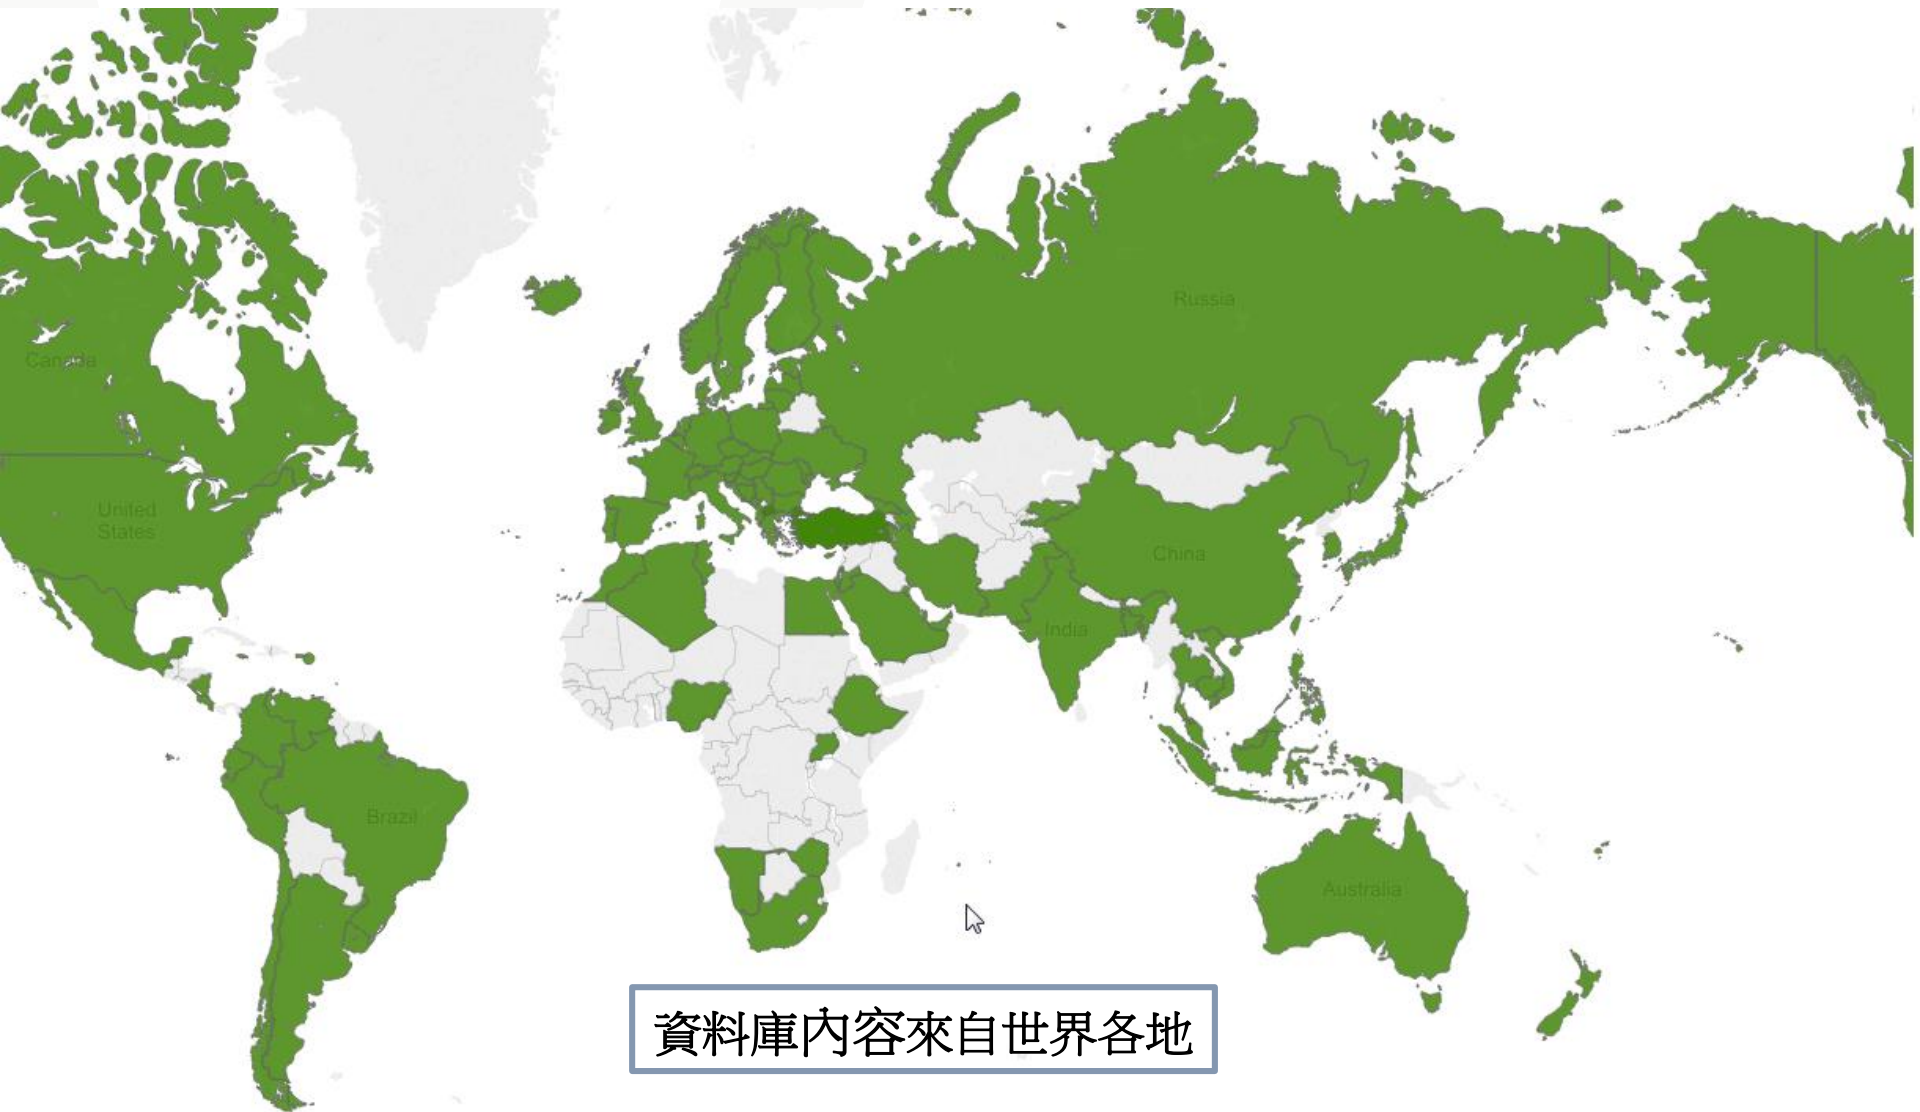 Russia
Canada
United
States
China
India
Brazil
Australia
資料庫內容來自世界各地